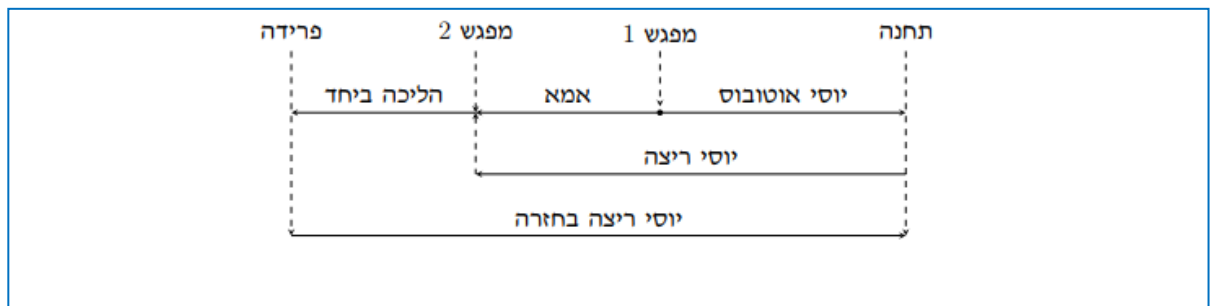 תחנה מפגש 1 מפגש 2 פרידה
יוסי אוטובוס אמא הליכה ביחד
יוסי ריצה
יוסי ריצה בחזרה